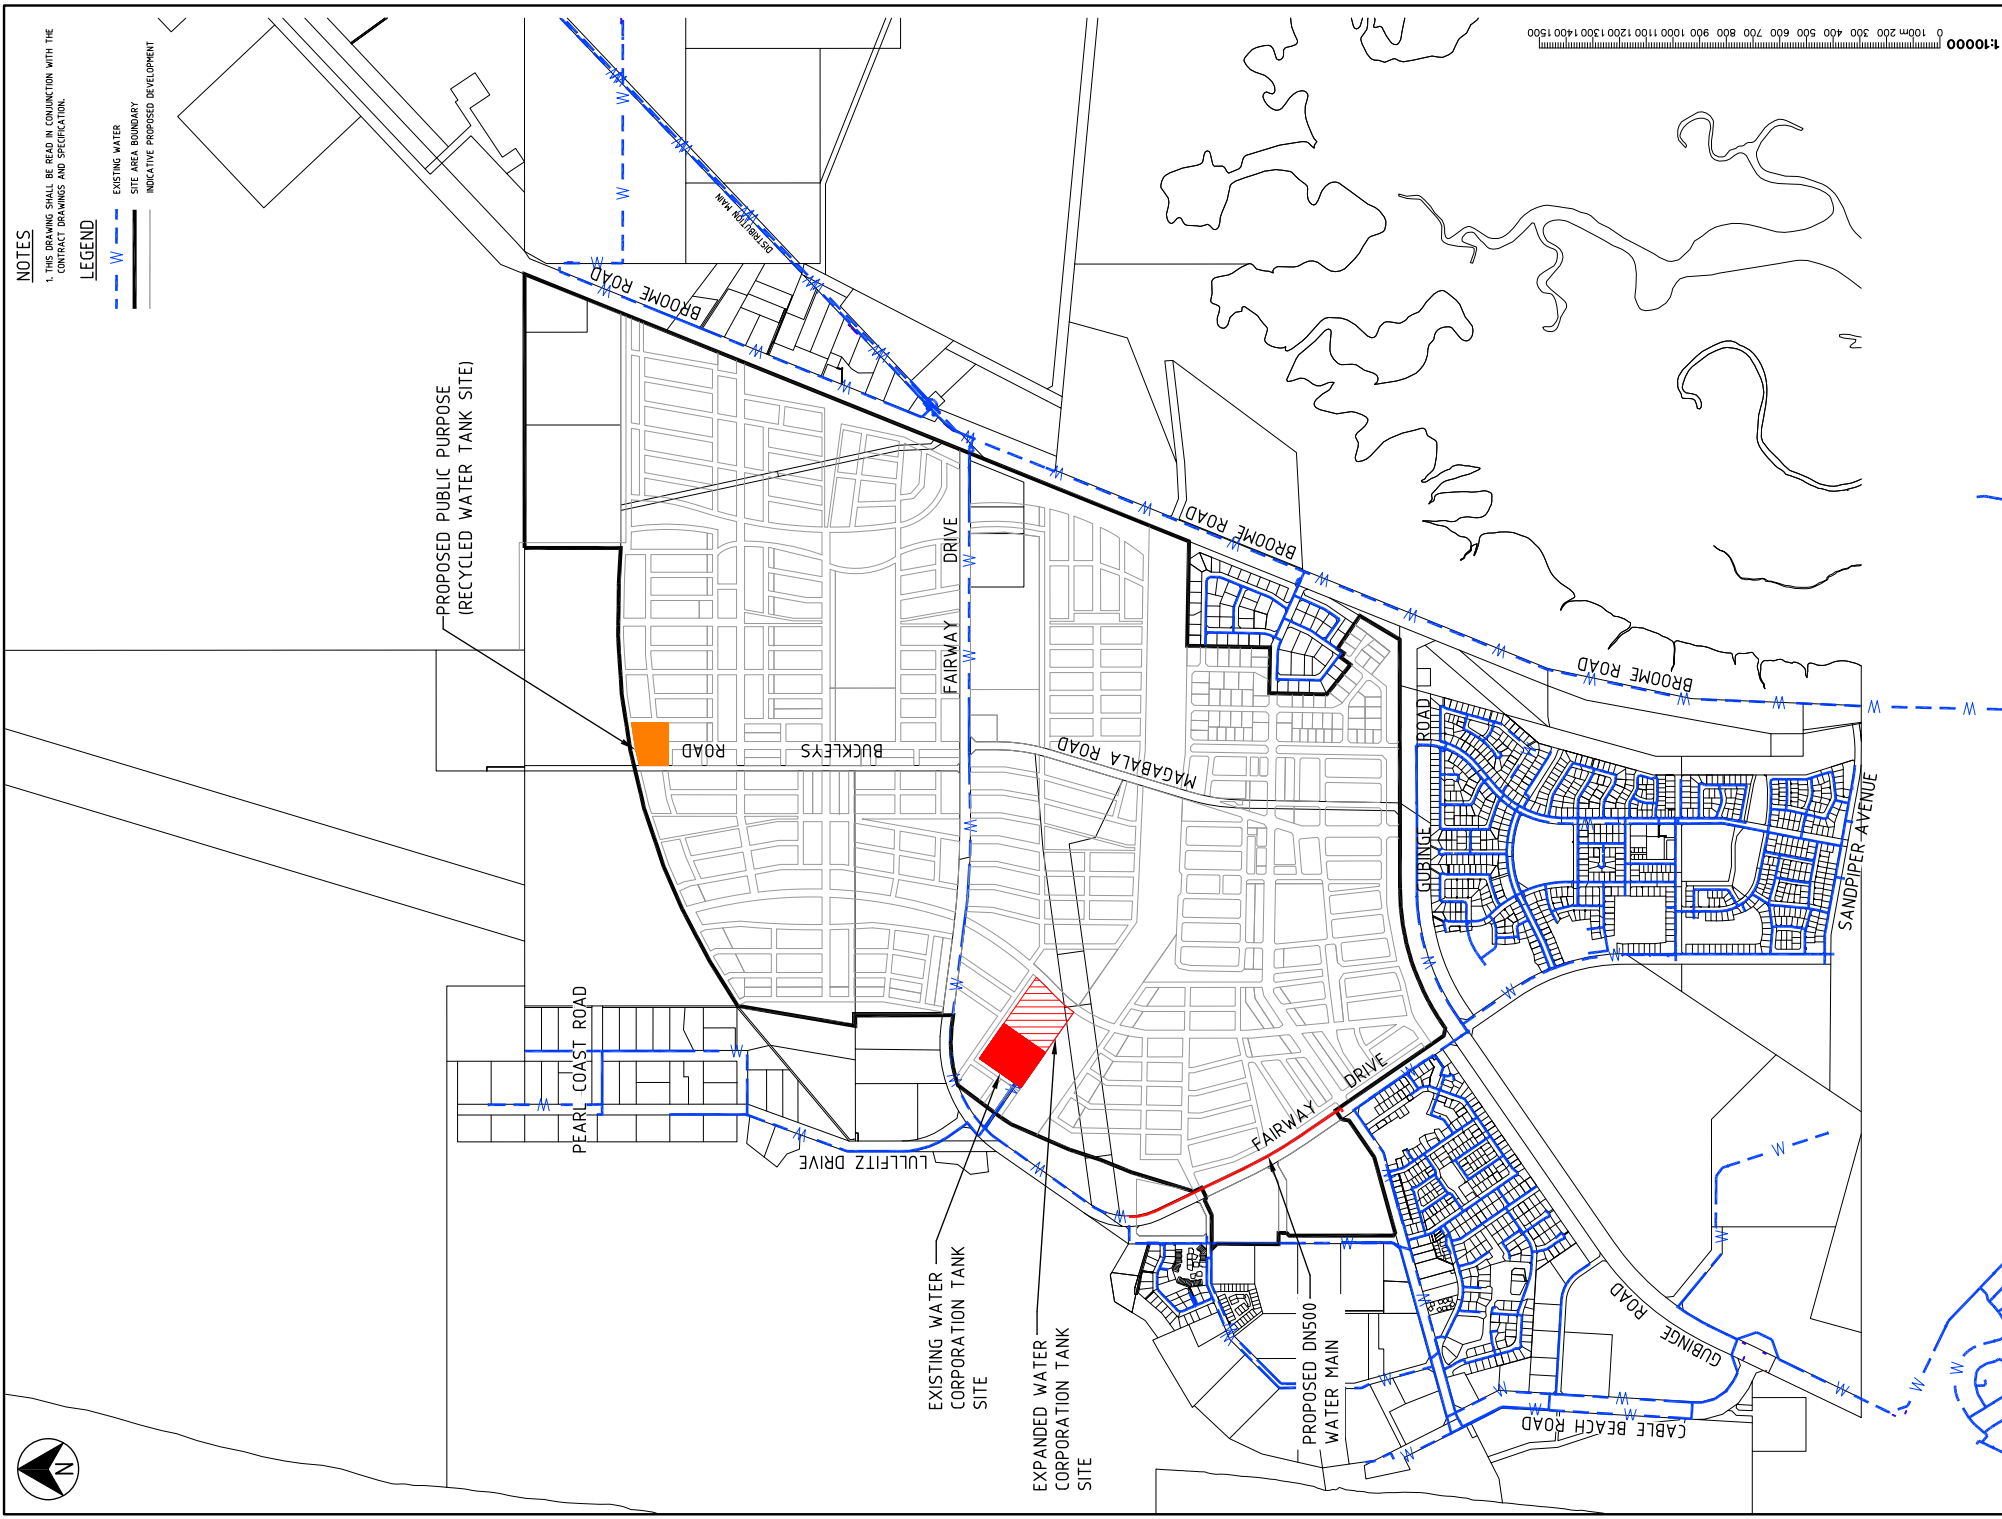 NOTES
1. THIS DRAWING SHALL BE READ IN CONJUNCTION WITH THE
CONTRACT DRAWINGS AND SPECIFICATION.
LEGEND
W
EXISTING WATER
SITE AREA BOUNDARY
INDICATIVE PROPOSED DEVELOPMENT
PROPOSED PUBLIC PURPOSE
(RECYCLED WATER TANK SITE)
DISTRIBUTION MAIN
BROOME ROAD
FAIRWAY DRIVE
BUCKLEYS ROAD
MAGABALA ROAD
BROOME ROAD
BROOME ROAD
GUBINGE ROAD
SANDPIPER AVENUE
PEARL COAST ROAD
LULLFITZ DRIVE
FAIRWAY DRIVE
EXISTING WATER
CORPORATION TANK
SITE
EXPANDED WATER
CORPORATION TANK
SITE
PROPOSED DN500
WATER MAIN
GUBINGE ROAD
CABLE BEACH ROAD
N
1:10000
0 100m 200 300 400 500 600 700 800 900 1000 1100 1200 1300 1400 1500